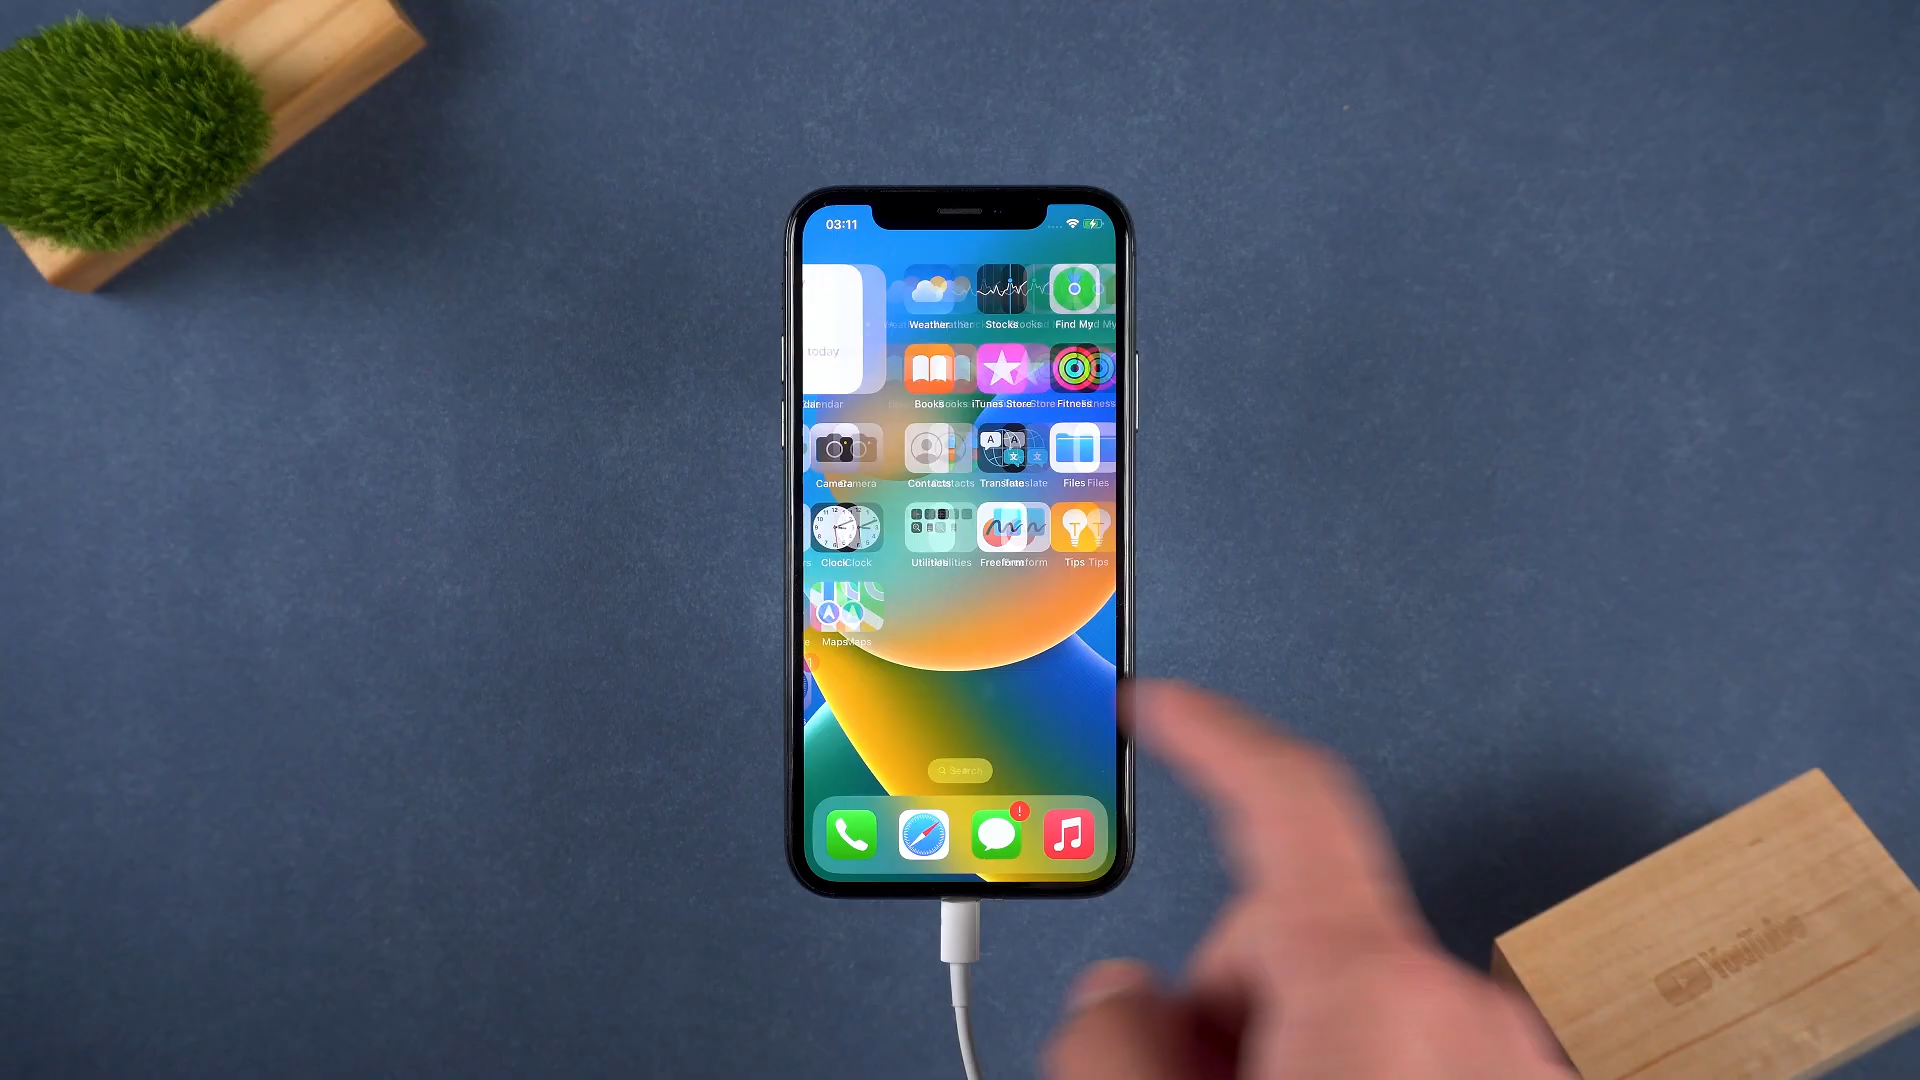 03:11
today
Weather Stocks Find My
Books iTunes Store Fitness
Camera Contacts Translate Files
Clock Utilities Freeform Tips
Maps
Search
YouTube